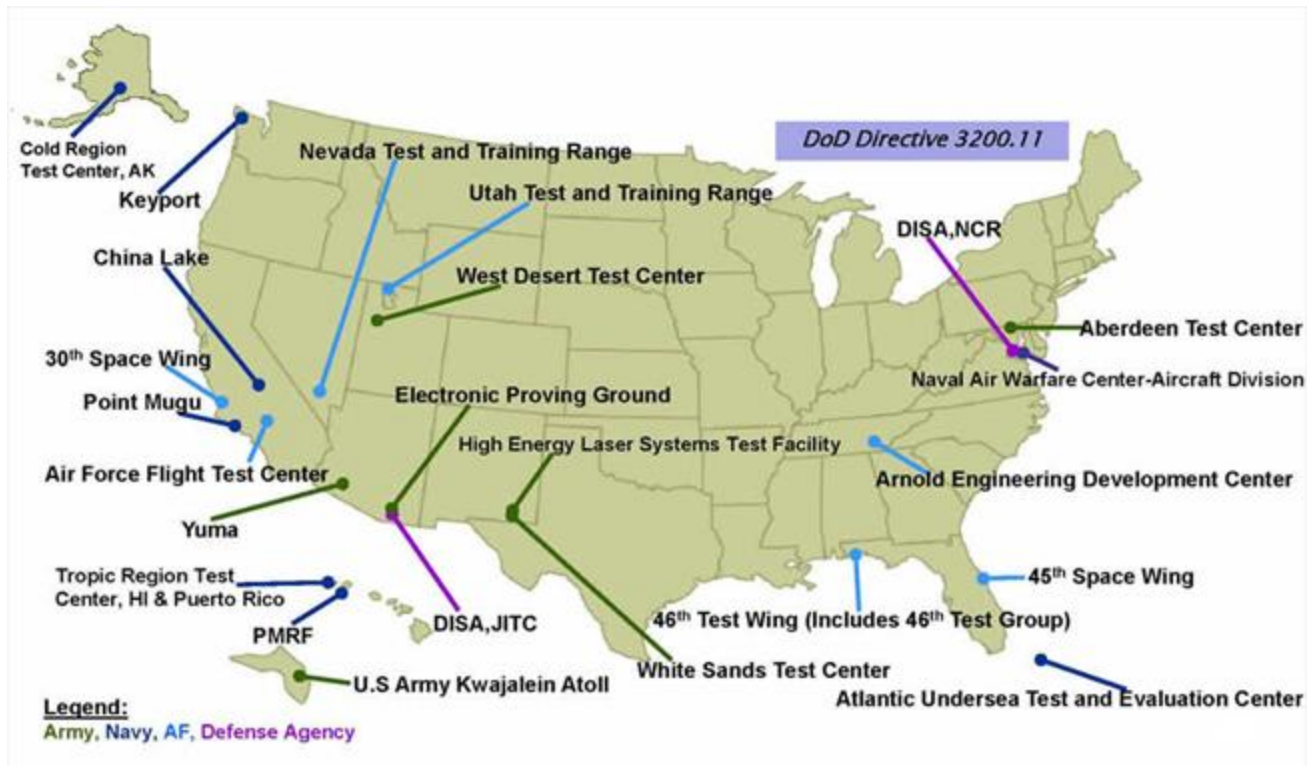 DoD Directive 3200.11
Cold Region
Test Center, AK
Keyport
Nevada Test and Training Range
Utah Test and Training Range
DISA,NCR
China Lake
West Desert Test Center
Aberdeen Test Center
30th Space Wing
Naval Air Warfare Center-Aircraft Division
Point Mugu
Electronic Proving Ground
High Energy Laser Systems Test Facility
Air Force Flight Test Center
Arnold Engineering Development Center
Yuma
Tropic Region Test
Center, HI & Puerto Rico
45th Space Wing
PMRF
DISA,JITC
46th Test Wing (Includes 46th Test Group)
White Sands Test Center
U.S Army Kwajalein Atoll
Atlantic Undersea Test and Evaluation Center
Legend:
Army, Navy, AF, Defense Agency